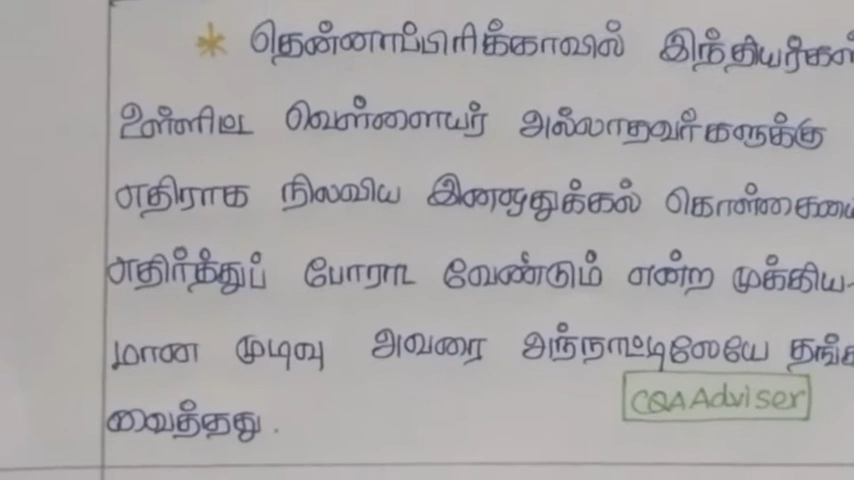 * தென்னாப்பிரிக்காவில் இந்தியர்கள்
உள்ளிட்ட வெள்ளையர் அல்லாதவர்களுக்கு
எதிராக நிலவிய இனஒதுக்கல் கொள்கையை
எதிர்த்துப் போராட வேண்டும் என்ற முக்கிய-
மான முடிவு அவரை அந்நாட்டிலேயே தங்க
வைத்தது.
CQA Adviser